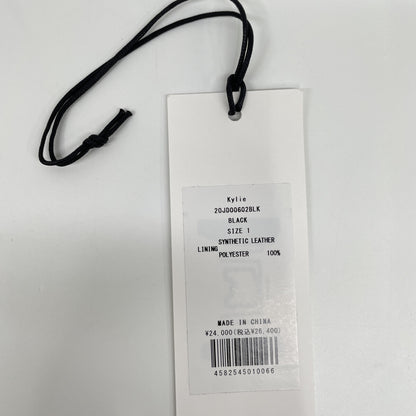 Kylie
20JD006028LK
BLACK
SIZE 1
SYNTHETIC LEATHER
LINING
POLYESTER 100%
MADE IN CHINA
¥24,000(税込¥26,400)
4582545010066